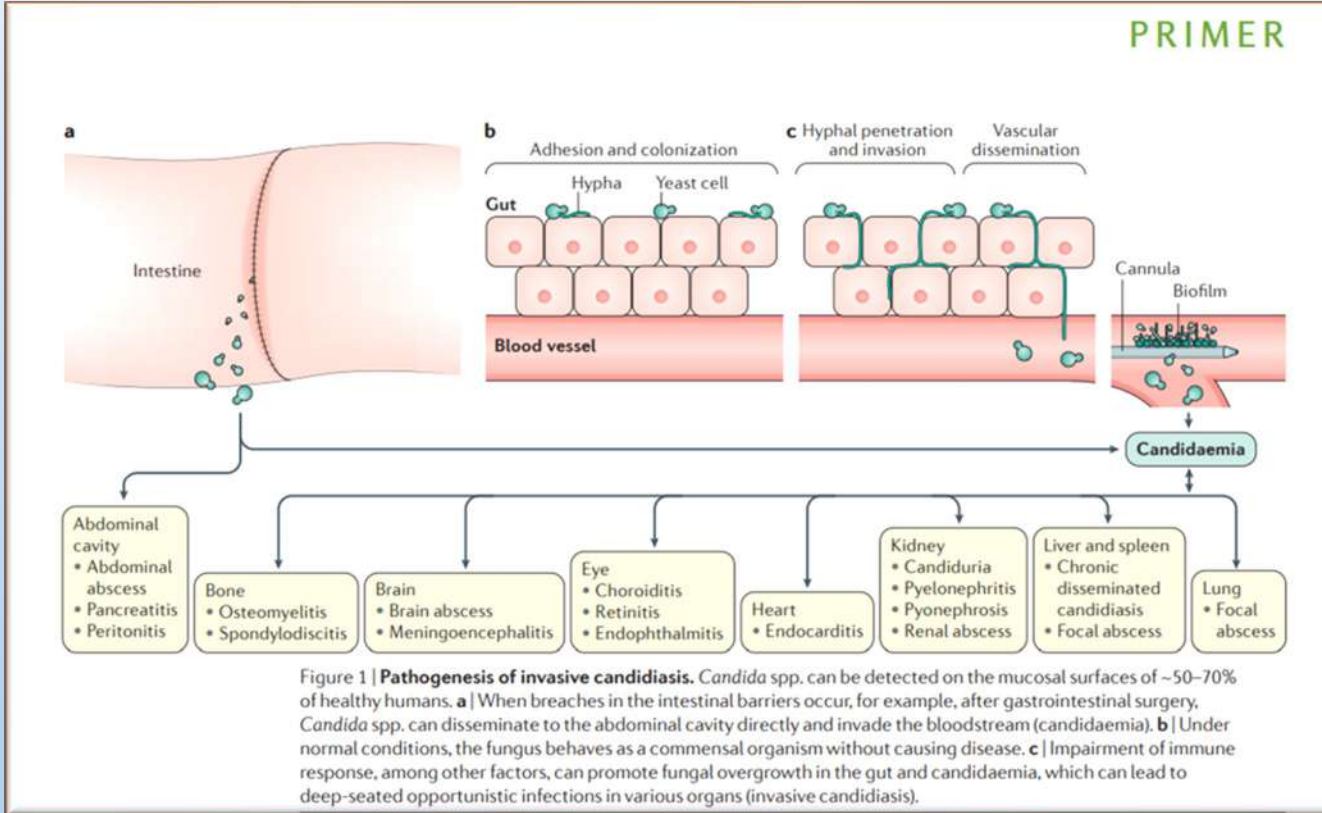 PRIMER
a
Intestine
b
Adhesion and colonization
Hypha
Yeast cell
Gut
Blood vessel
c
Hyphal penetration
and invasion
Vascular
dissemination
Cannula
Biofilm
Candidaemia
Abdominal
cavity
• Abdominal
abscess
• Pancreatitis
• Peritonitis
Bone
• Osteomyelitis
• Spondylodiscitis
Brain
• Brain abscess
• Meningoencephalitis
Eye
• Choroiditis
• Retinitis
• Endophthalmitis
Heart
• Endocarditis
Kidney
• Candiduria
• Pyelonephritis
• Pyonephrosis
• Renal abscess
Liver and spleen
• Chronic
disseminated
candidiasis
• Focal abscess
Lung
• Focal
abscess
Figure 1 | Pathogenesis of invasive candidiasis. Candida spp. can be detected on the mucosal surfaces of ~50–70%
of healthy humans. a | When breaches in the intestinal barriers occur, for example, after gastrointestinal surgery,
Candida spp. can disseminate to the abdominal cavity directly and invade the bloodstream (candidaemia). b | Under
normal conditions, the fungus behaves as a commensal organism without causing disease. c | Impairment of immune
response, among other factors, can promote fungal overgrowth in the gut and candidaemia, which can lead to
deep-seated opportunistic infections in various organs (invasive candidiasis).